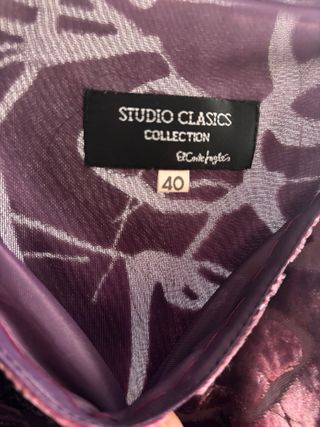 STUDIO CLASICS
COLLECTION
El Corte Inglés
40